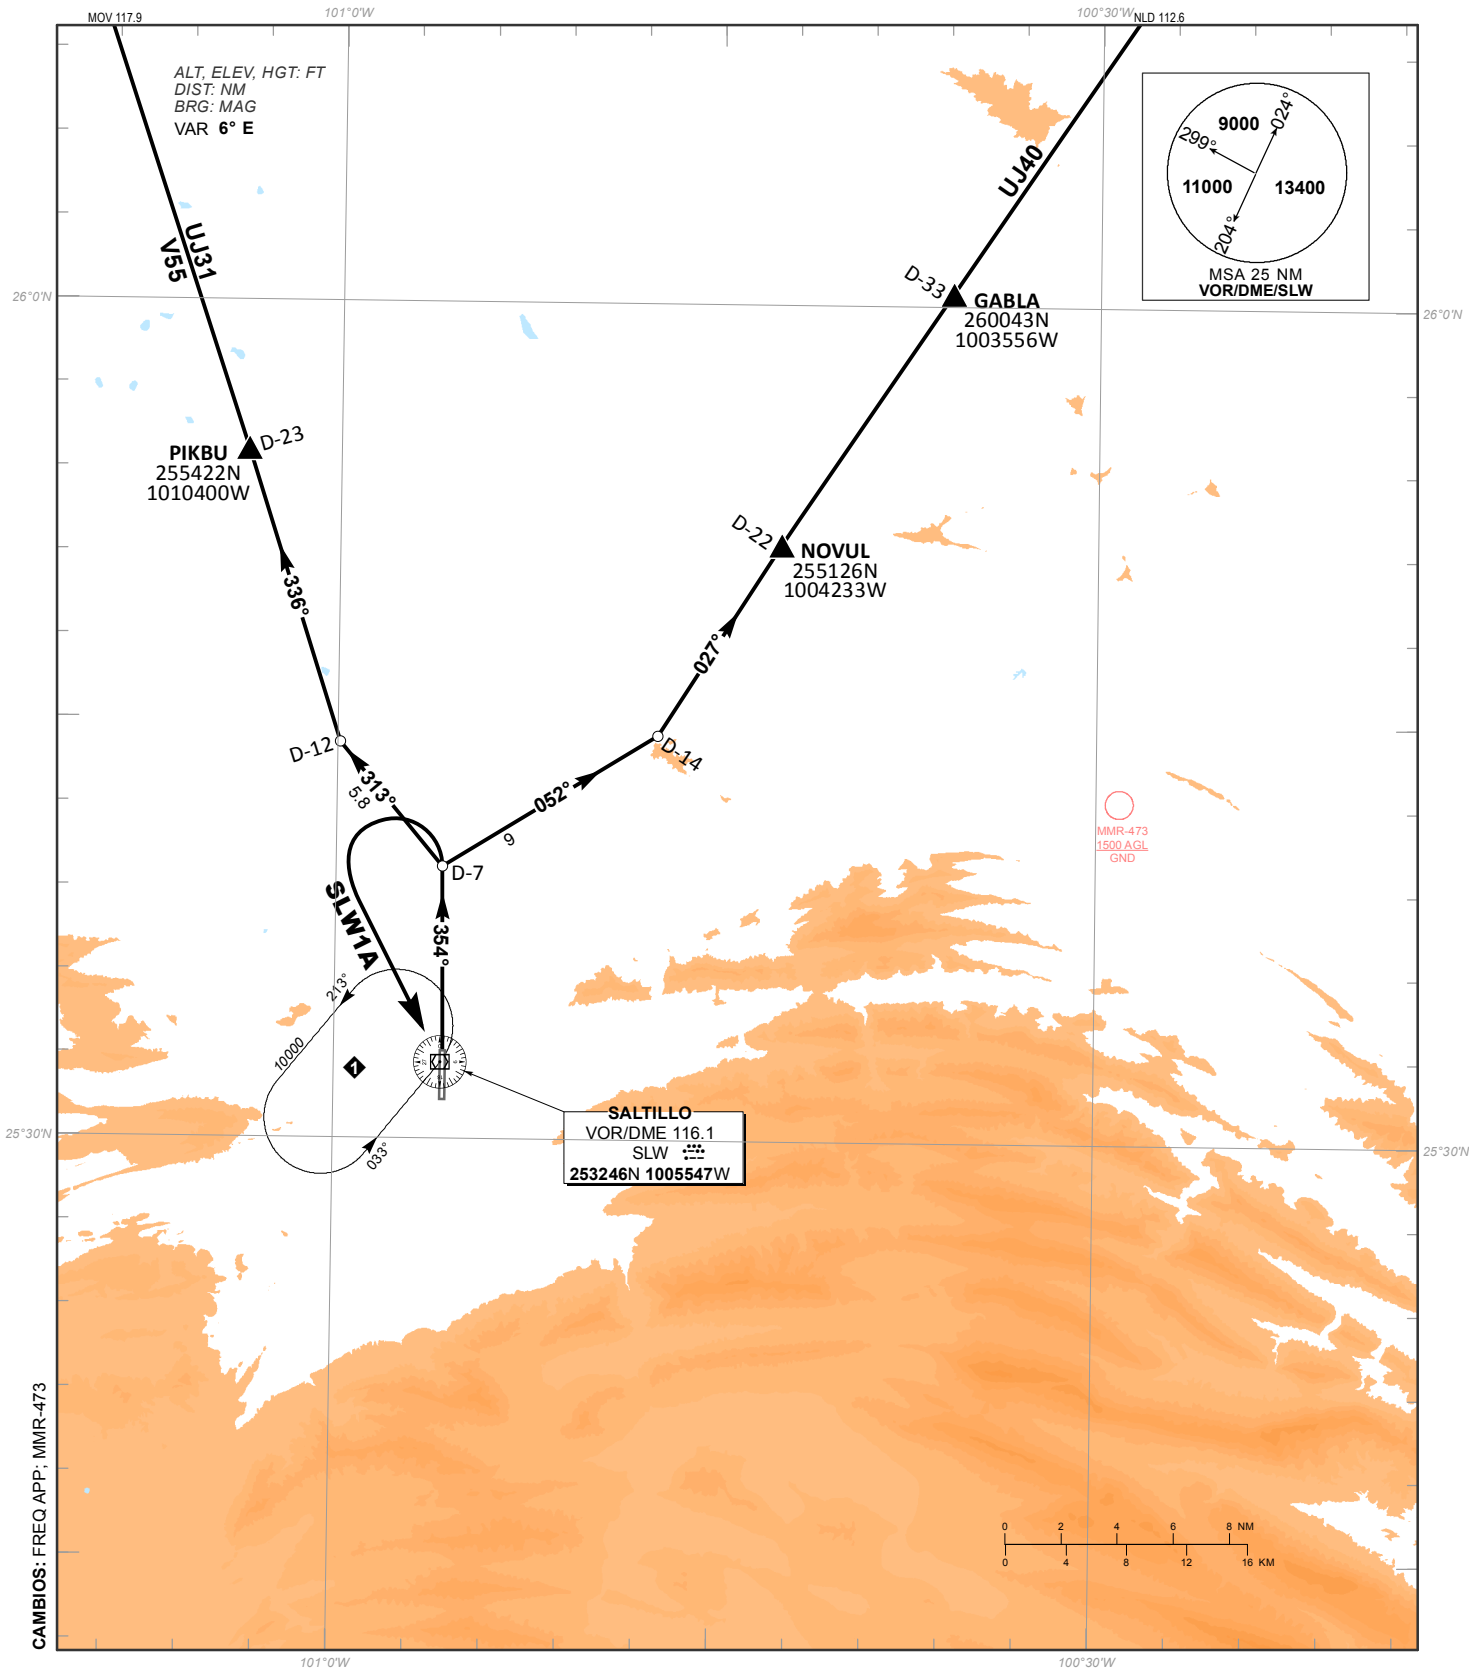 101°0'W
100°30'W
MOV 117.9
NLD 112.6
ALT, ELEV, HGT: FT
DIST: NM
BRG: MAG
VAR 6° E
9000
024°
299°
11000
13400
204°
MSA 25 NM
VOR/DME/SLW
UJ40
UJ31
V55
26°0'N
26°0'N
D-33
GABLA
260043N
1003556W
D-23
PIKBU
255422N
1010400W
D-22
NOVUL
255126N
1004233W
336°
027°
D-12
D-14
313°
5.8
052°
9
MMR-473
1500 AGL
GND
D-7
SLW1A
354°
213°
10000
1
033°
SALTILLO
VOR/DME 116.1
SLW
253246N 1005547W
25°30'N
25°30'N
CAMBIOS: FREQ APP; MMR-473
0 2 4 6 8 NM
0 4 8 12 16 KM
101°0'W
100°30'W